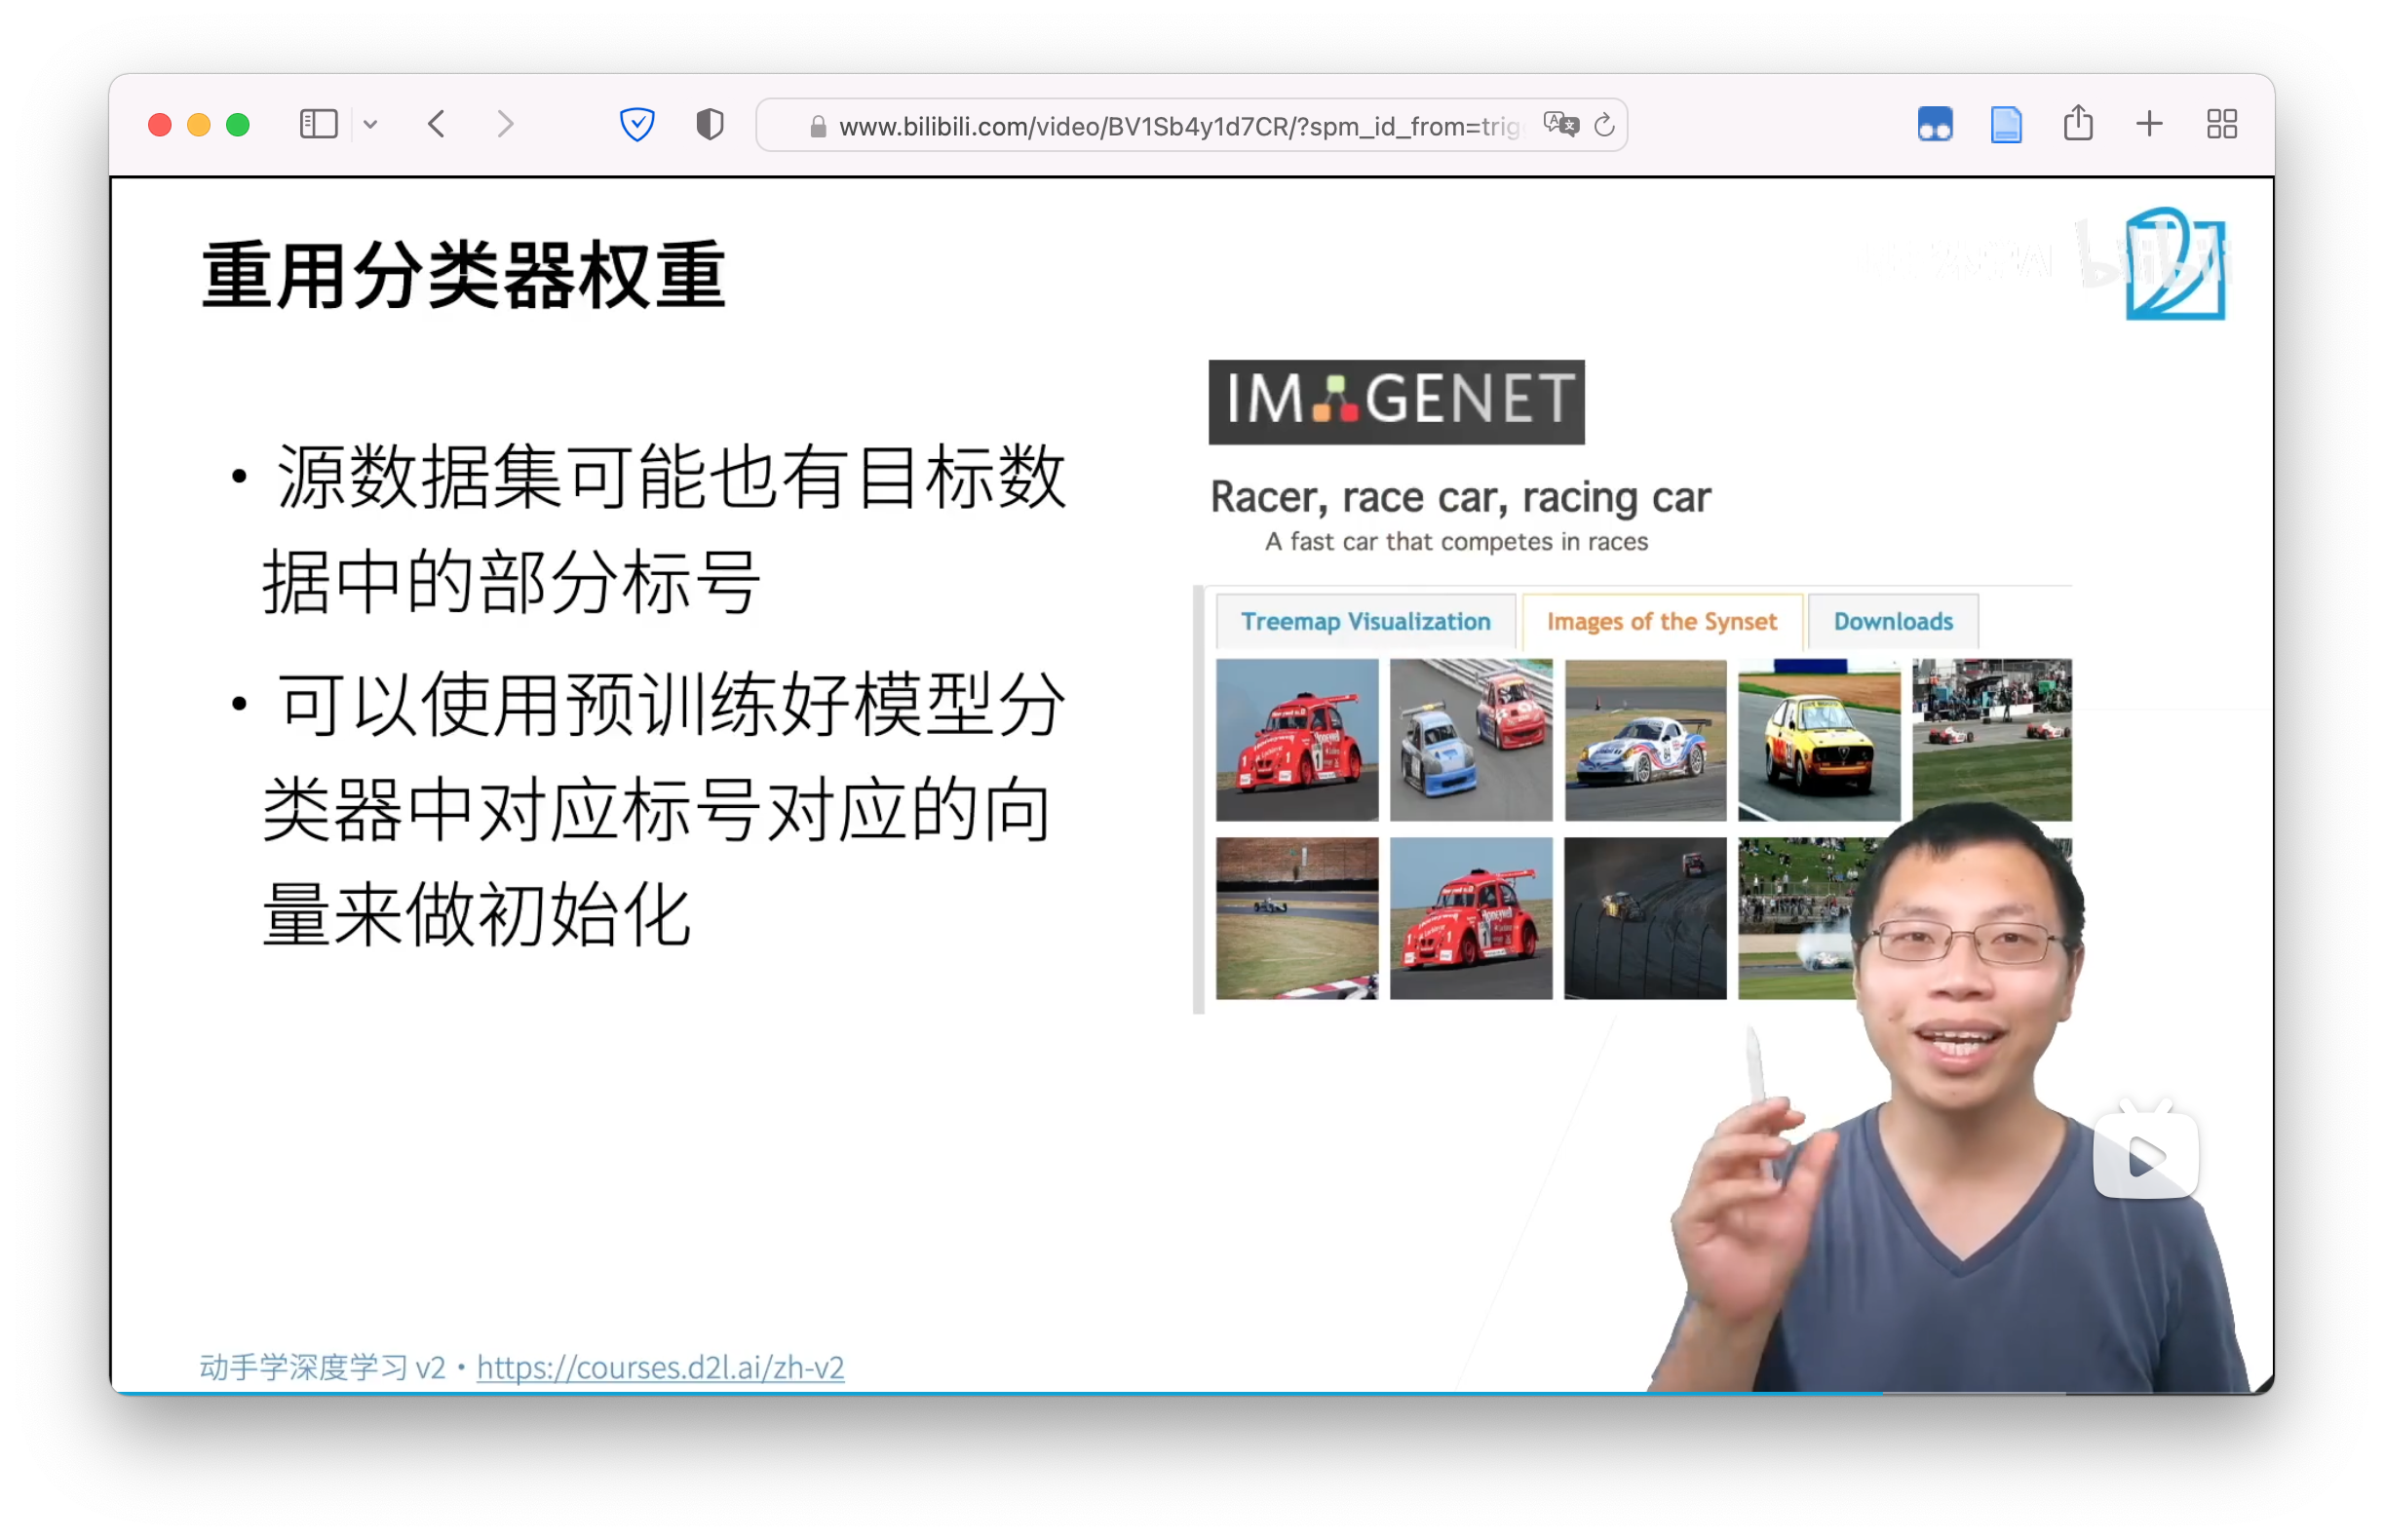 www.bilibili.com/video/BV1Sb4y1d7CR/?spm_id_from=trig
重用分类器权重
bilibili
• 源数据集可能也有目标数
据中的部分标号
• 可以使用预训练好模型分
类器中对应标号对应的向
量来做初始化
IMAGENET
Racer, race car, racing car
A fast car that competes in races
Treemap Visualization
Images of the Synset
Downloads
动手学深度学习 v2 • https://courses.d2l.ai/zh-v2